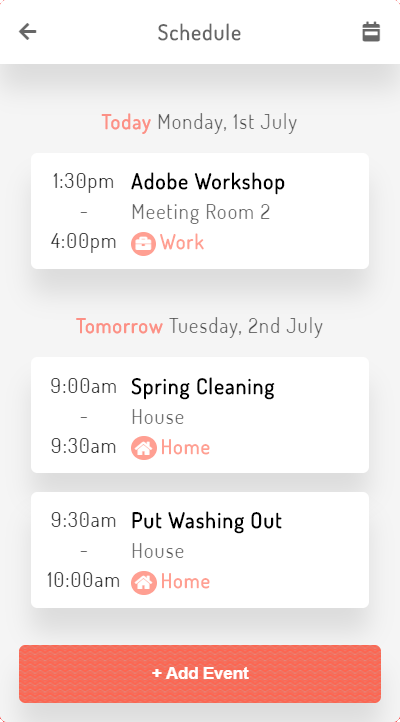 Schedule
Today Monday, 1st July
1:30pm Adobe Workshop
- Meeting Room 2
4:00pm Work
Tomorrow Tuesday, 2nd July
9:00am Spring Cleaning
- House
9:30am Home
9:30am Put Washing Out
- House
10:00am Home
+ Add Event